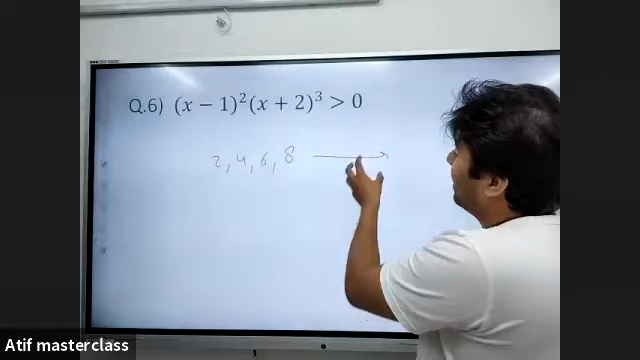 Q.6) (x − 1)²(x + 2)³ > 0
2, 4, 6, 8 →
Atif masterclass